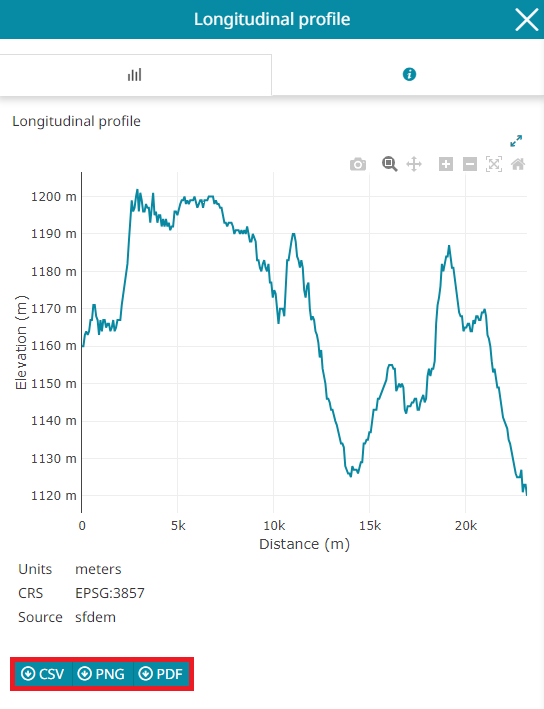 Longitudinal profile
Longitudinal profile
1200 m
1190 m
1180 m
1170 m
1160 m
1150 m
1140 m
1130 m
1120 m
Elevation (m)
0 5k 10k 15k 20k
Distance (m)
Units meters
CRS EPSG:3857
Source sfdem
CSV PNG PDF